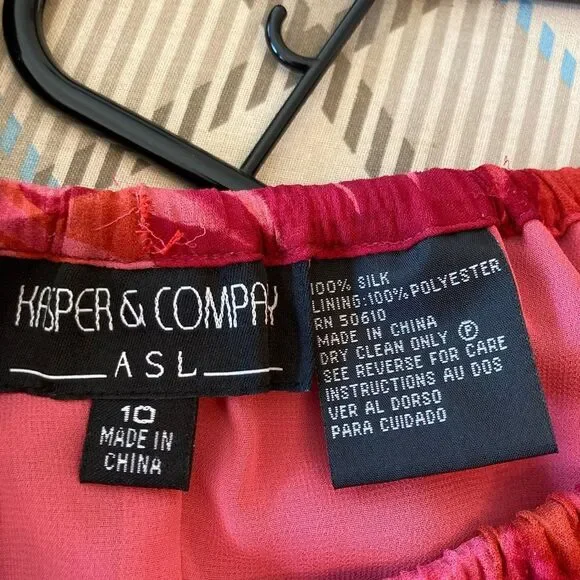 KASPER & COMPANY
ASL
10
MADE IN
CHINA
100% SILK
LINING:100% POLYESTER
RN 50610
MADE IN CHINA
DRY CLEAN ONLY Ⓟ
SEE REVERSE FOR CARE
INSTRUCTIONS AU DOS
VER AL DORSO
PARA CUIDADO